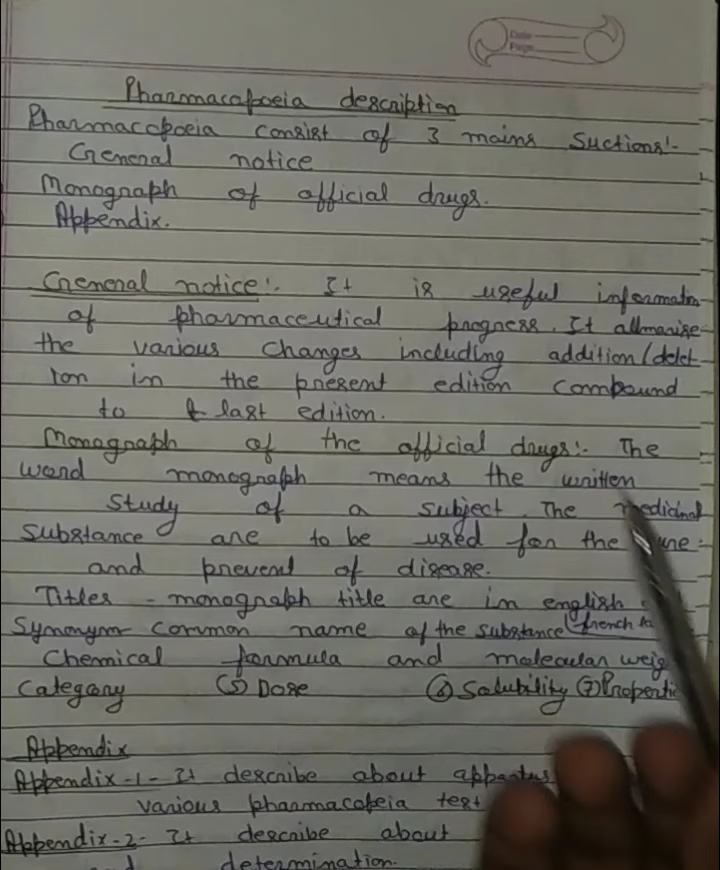 Date
Page
Pharmacapoeia description
Pharmacopoeia consist of 3 mains Suctions:-
General notice
Monograph of official drugs.
Appendix.
General notice:- It is useful information
of pharmaceutical progress. It allmarise
the various changes including addition/delet
ion in the present edition compound
to last edition.
Monograph of the official drugs:- The
word monograph means the written
Study of a subject. The medicinal
Substance are to be used for the
and prevent of disease.
Titles - monograph title are in english
Synonym common name of the substance (french
Chemical formula and molecular weig
Category (5) Dose (6) Solubility (7) Properti
Appendix
Appendix-1- It describe about appartus
various pharmacopeia test
Appendix-2- It describe about
determination.